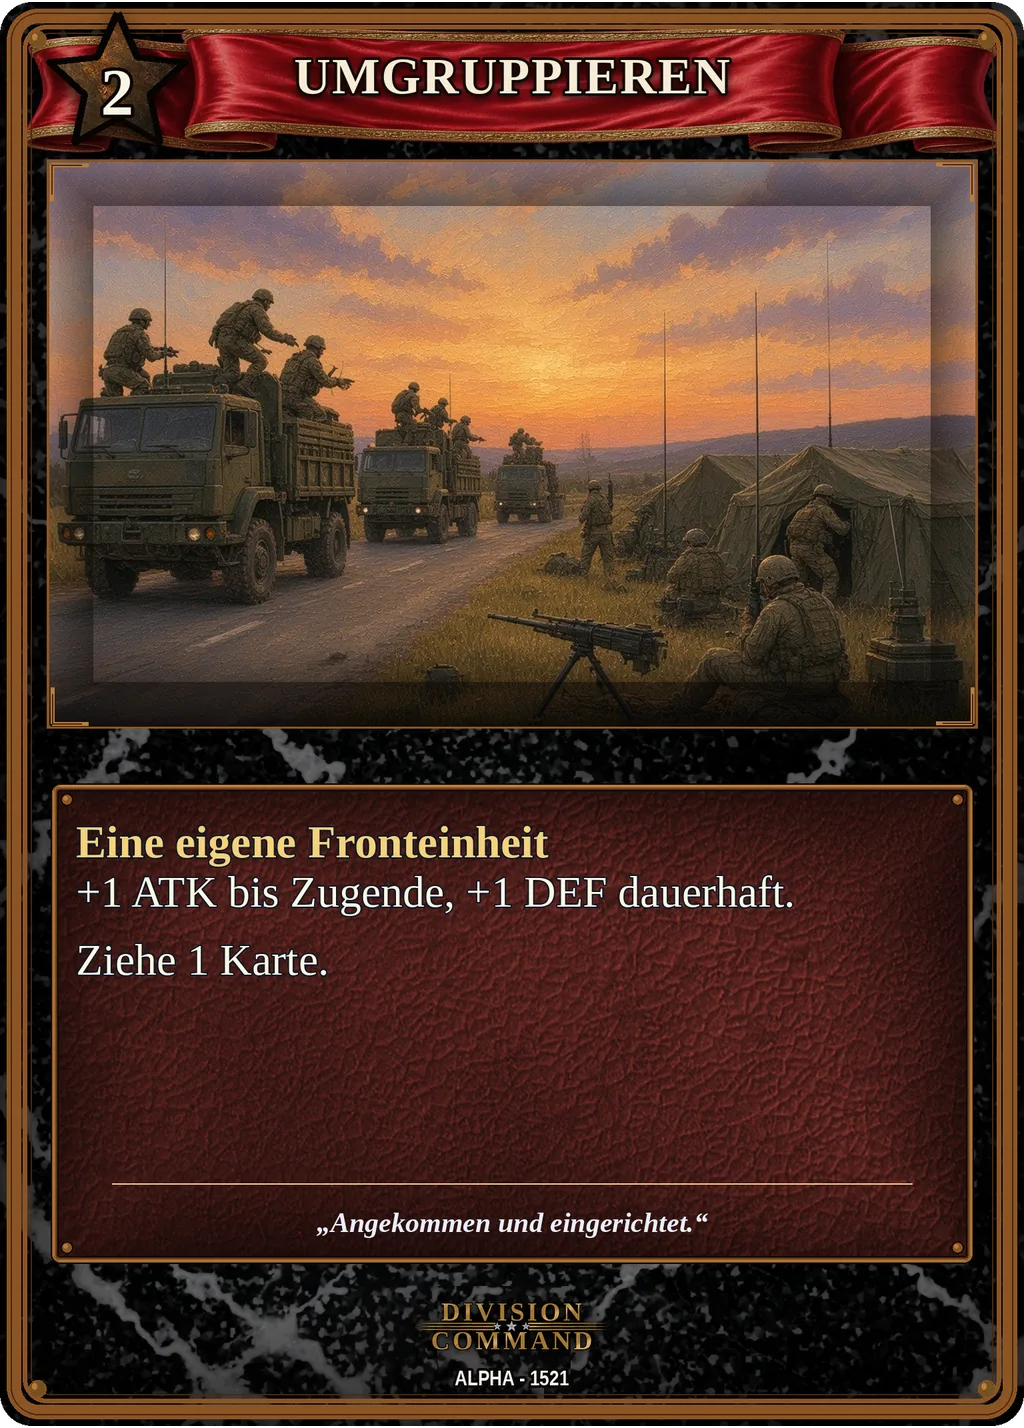 2
UMGRUPPIEREN
Eine eigene Fronteinheit
+1 ATK bis Zugende, +1 DEF dauerhaft.
Ziehe 1 Karte.
„Angekommen und eingerichtet.“
DIVISION
COMMAND
ALPHA - 1521